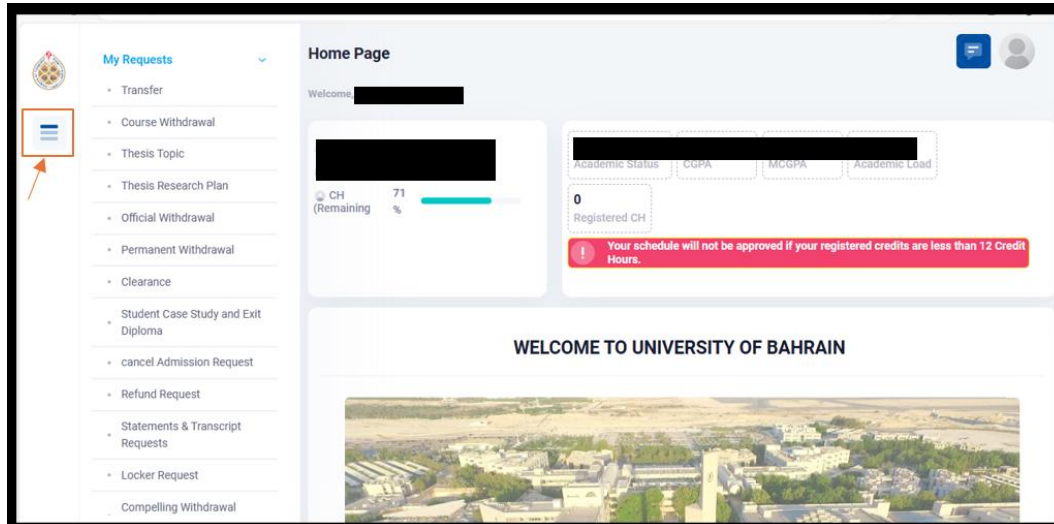 My Requests
Transfer
Course Withdrawal
Thesis Topic
Thesis Research Plan
Official Withdrawal
Permanent Withdrawal
Clearance
Student Case Study and Exit
Diploma
cancel Admission Request
Refund Request
Statements & Transcript
Requests
Locker Request
Compelling Withdrawal
Home Page
Welcome,
CH
(Remaining
71
%
Academic Status
CGPA
MCGPA
Academic Load
0
Registered CH
! Your schedule will not be approved if your registered credits are less than 12 Credit
Hours.
WELCOME TO UNIVERSITY OF BAHRAIN